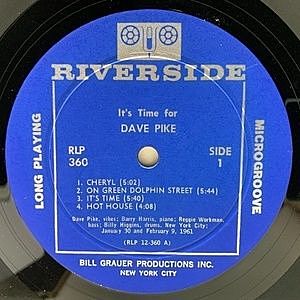 RIVERSIDE
It's Time for
DAVE PIKE
RLP
360
SIDE
1
LONG PLAYING
MICROGROOVE
1. CHERYL (5:02)
2. ON GREEN DOLPHIN STREET (5:44)
3. IT'S TIME (5:40)
4. HOT HOUSE (4:08)
Dave Pike, vibes; Barry Harris, piano; Reggie Workman,
bass; Billy Higgins, drums. New York City;
January 30 and February 9, 1961
(RLP 12-360 A)
BILL GRAUER PRODUCTIONS INC.
NEW YORK CITY